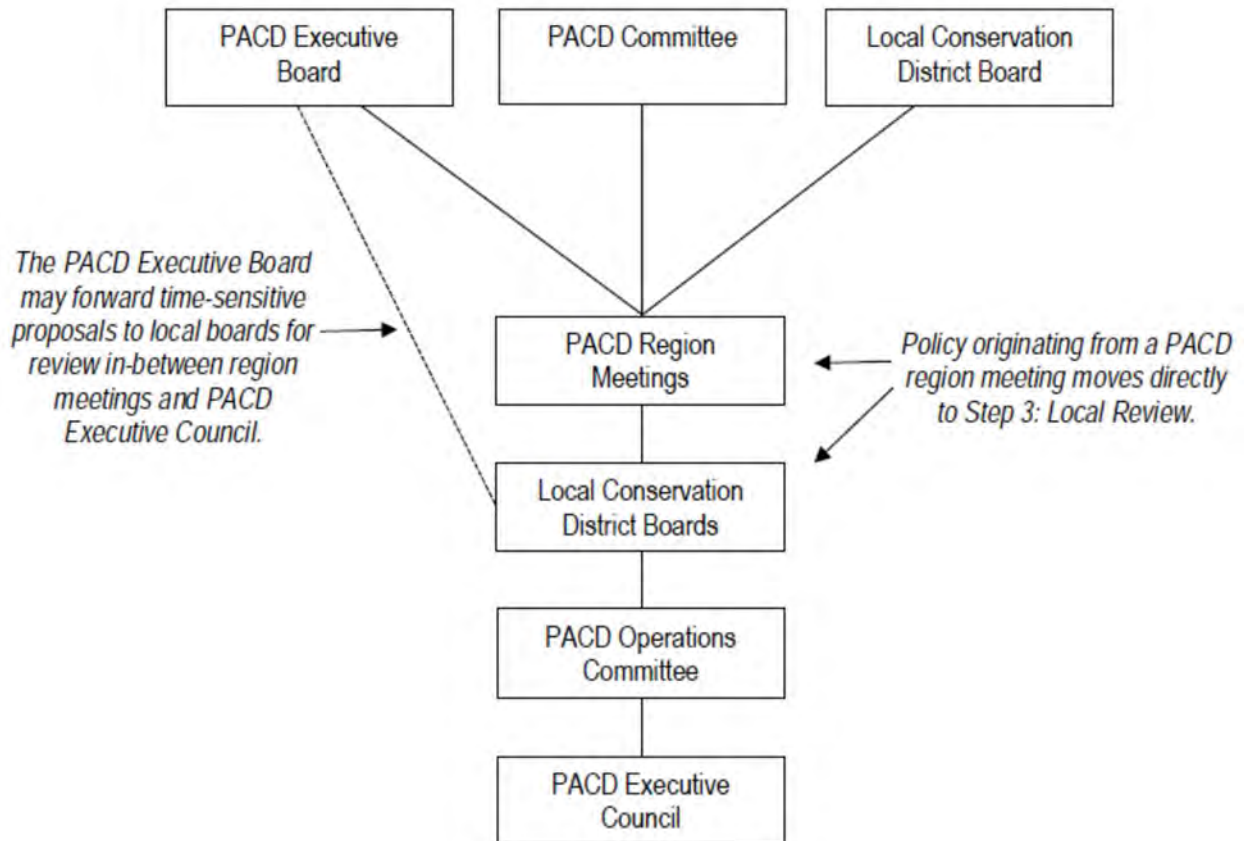 PACD Executive
Board
PACD Committee
Local Conservation
District Board
The PACD Executive Board
may forward time-sensitive
proposals to local boards for
review in-between region
meetings and PACD
Executive Council.
PACD Region
Meetings
Policy originating from a PACD
region meeting moves directly
to Step 3: Local Review.
Local Conservation
District Boards
PACD Operations
Committee
PACD Executive
Council